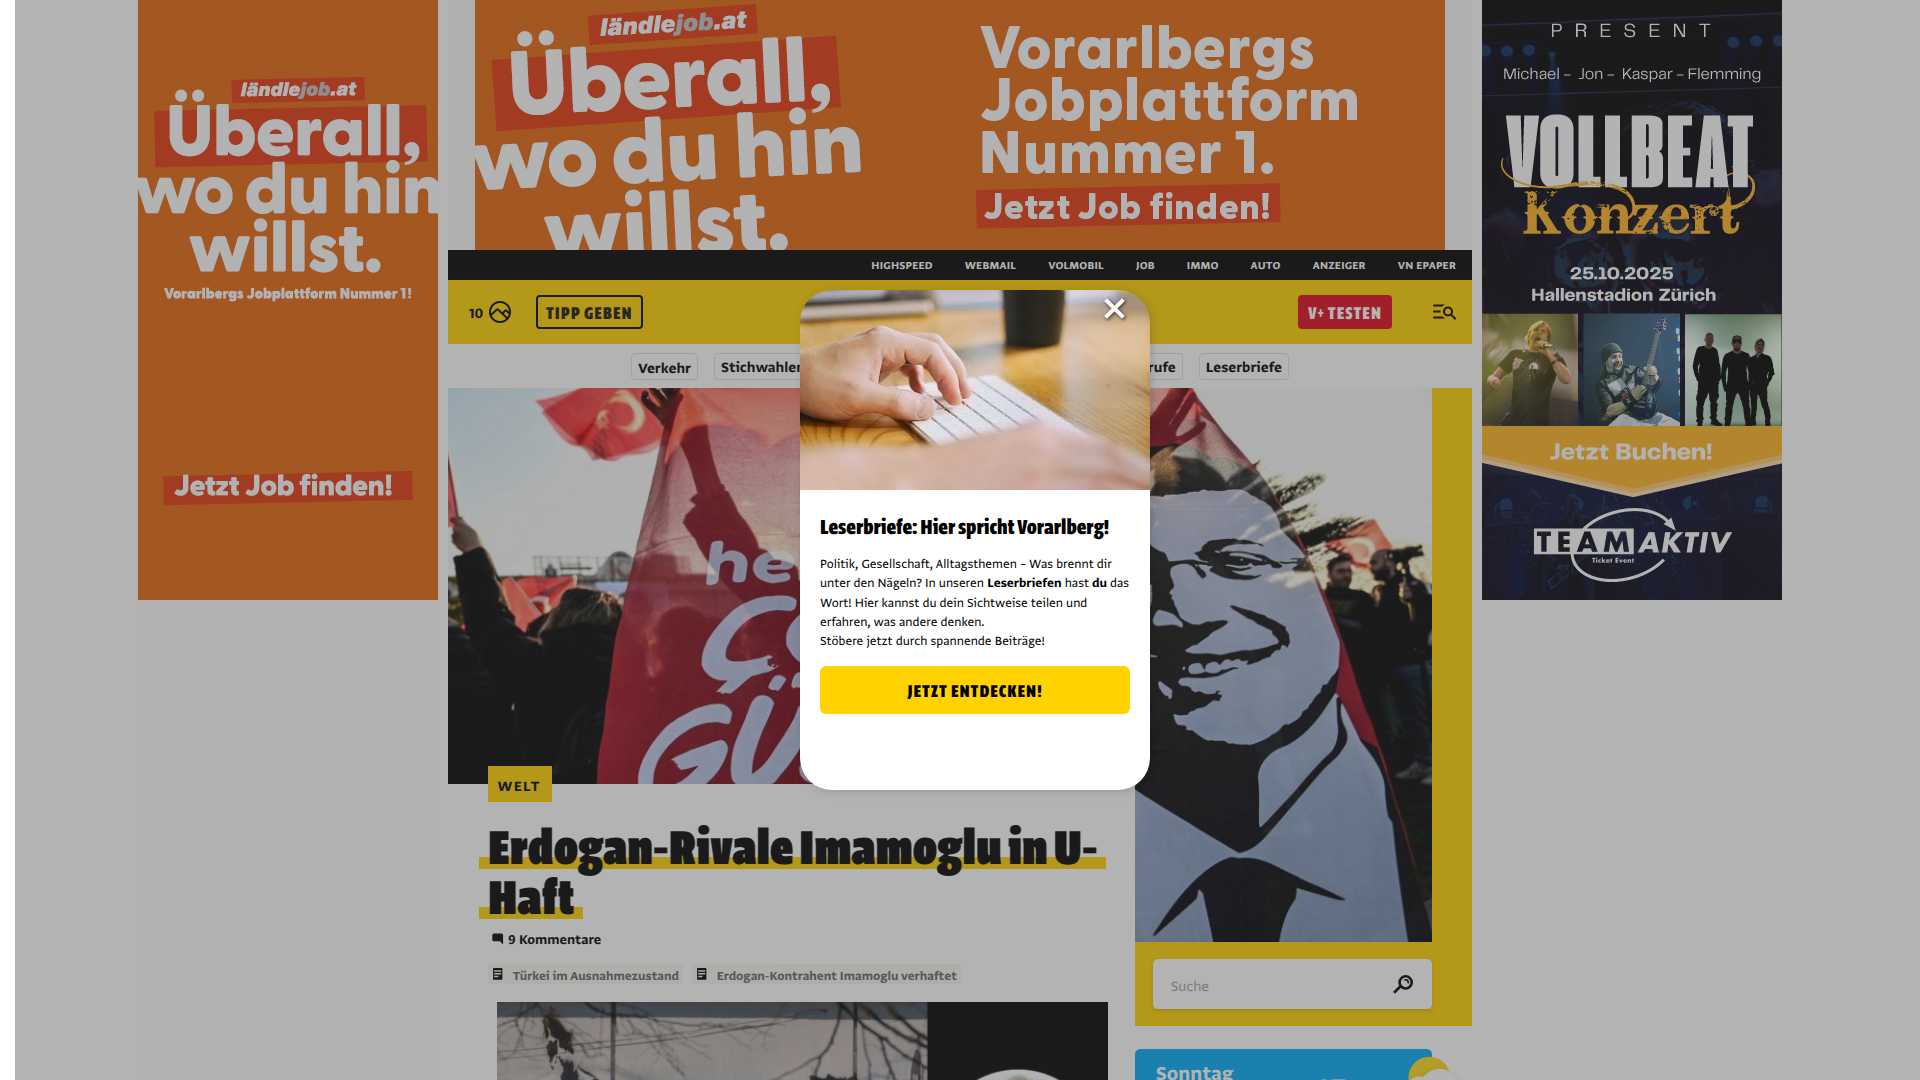 ländlejob.at
Überall,
wo du hin
willst.
Vorarlbergs Jobplattform Nummer 1!
Jetzt Job finden!
ländlejob.at
Überall,
wo du hin
willst.
Vorarlbergs
Jobplattform
Nummer 1.
Jetzt Job finden!
PRESENT
Michael - Jon - Kaspar - Flemming
VOLLBEAT
Konzert
25.10.2025
Hallenstadion Zürich
Jetzt Buchen!
TEAM AKTIV
Ticket Event
HIGHSPEED WEBMAIL VOLMOBIL JOB IMMO AUTO ANZEIGER VN EPAPER
10 TIPP GEBEN V+ TESTEN
Verkehr Stichwahlen Leserbriefe
Leserbriefe: Hier spricht Vorarlberg!
Politik, Gesellschaft, Alltagsthemen – Was brennt dir
unter den Nägeln? In unseren Leserbriefen hast du das
Wort! Hier kannst du dein Sichtweise teilen und
erfahren, was andere denken.
Stöbere jetzt durch spannende Beiträge!
JETZT ENTDECKEN!
WELT
Erdogan-Rivale Imamoglu in U-
Haft
9 Kommentare
Türkei im Ausnahmezustand Erdogan-Kontrahent Imamoglu verhaftet
Suche
Sonntag